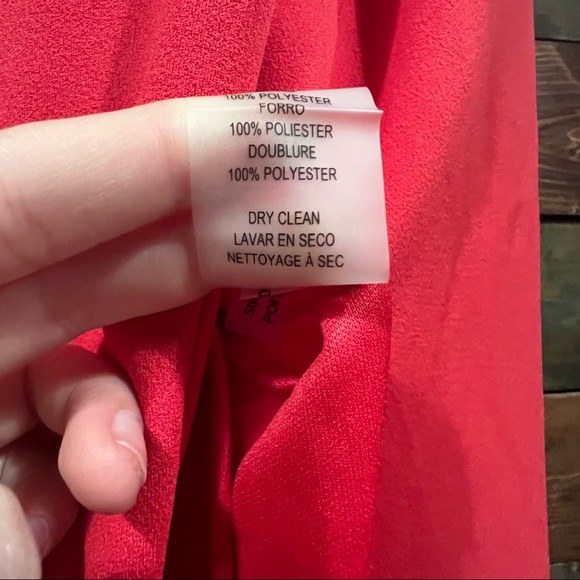 100% POLYESTER
FORRO
100% POLIESTER
DOUBLURE
100% POLYESTER
DRY CLEAN
LAVAR EN SECO
NETTOYAGE À SEC